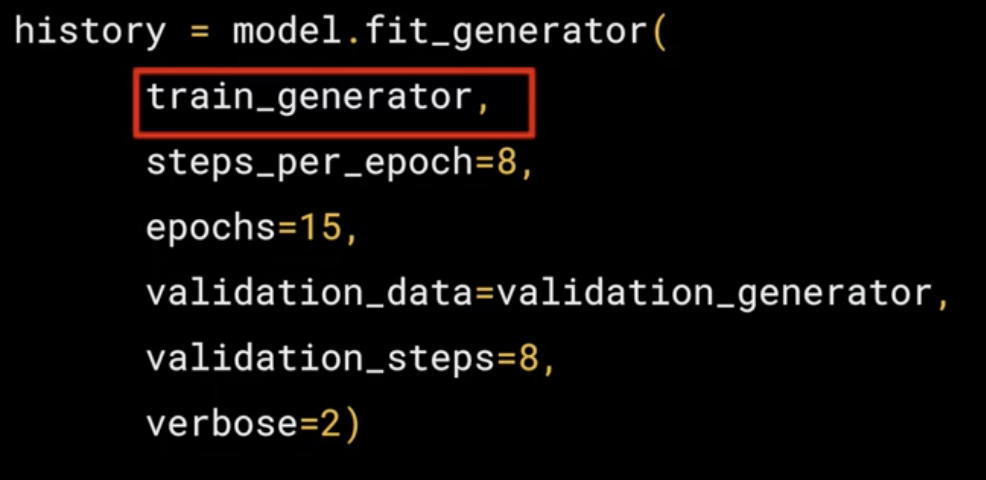 history = model.fit_generator(
train_generator,
steps_per_epoch=8,
epochs=15,
validation_data=validation_generator,
validation_steps=8,
verbose=2)